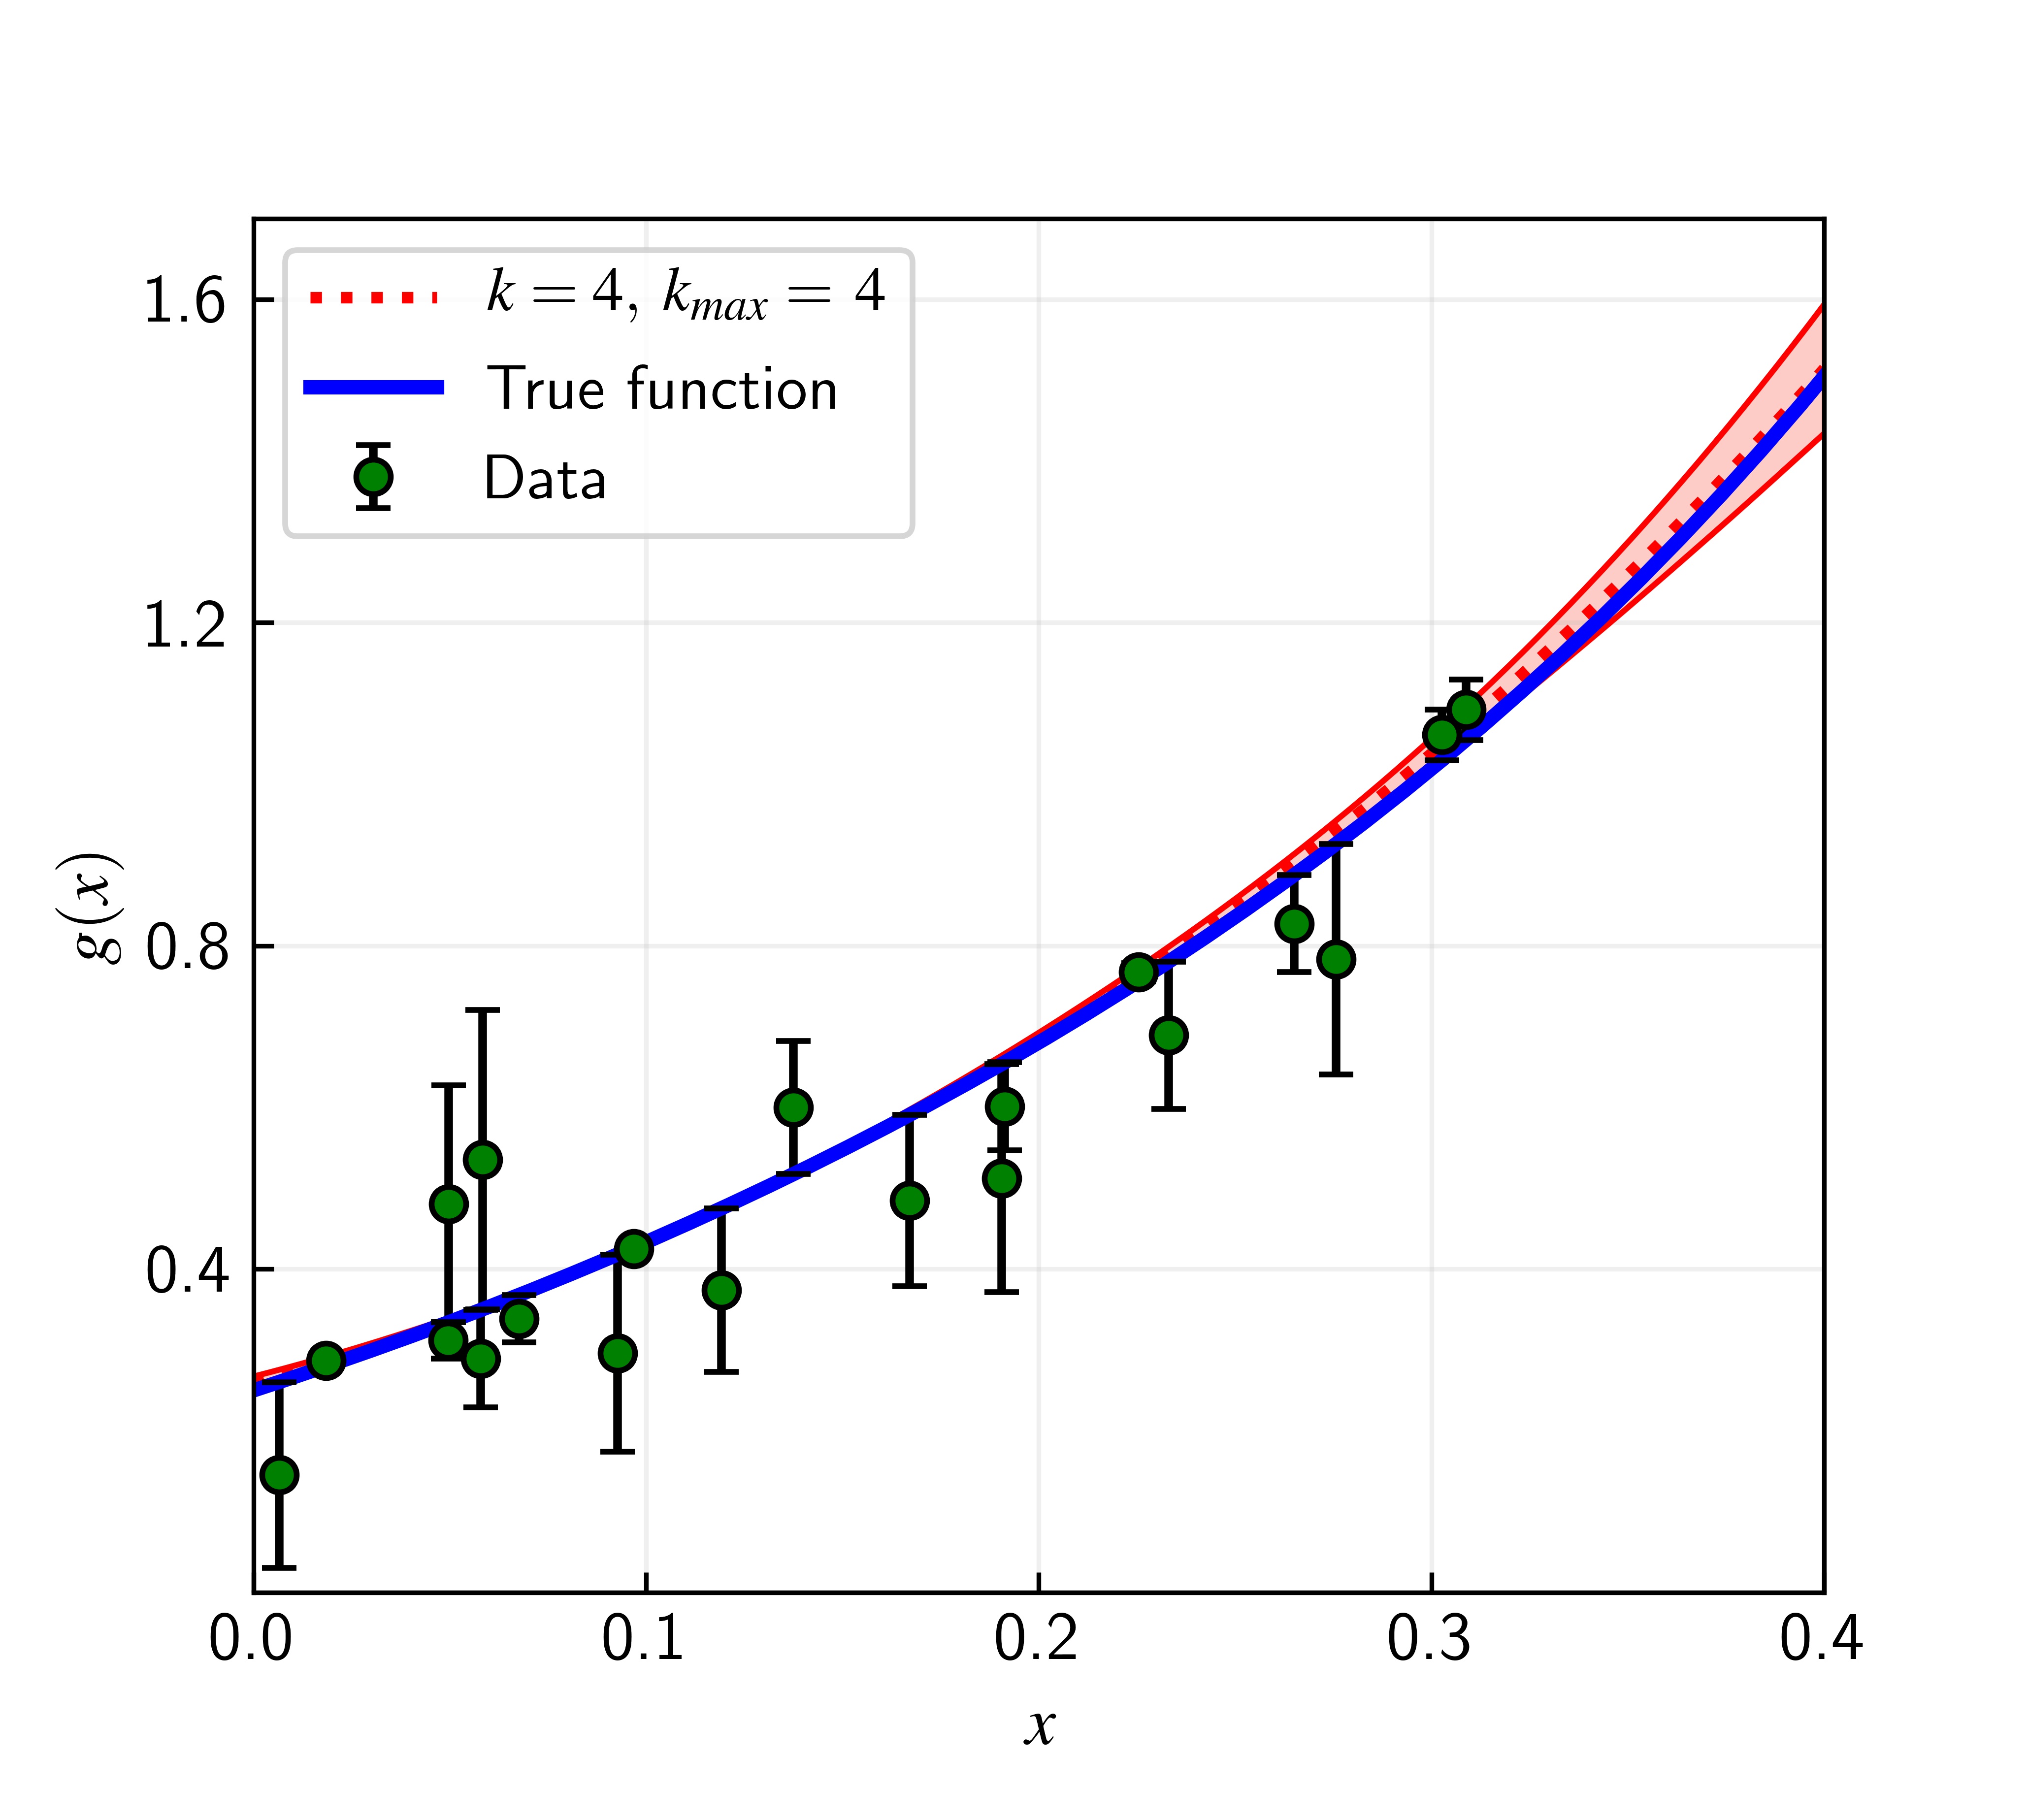 k = 4, k_max = 4
True function
Data
1.6
1.2
0.8
0.4
g(x)
0.0 0.1 0.2 0.3 0.4
x